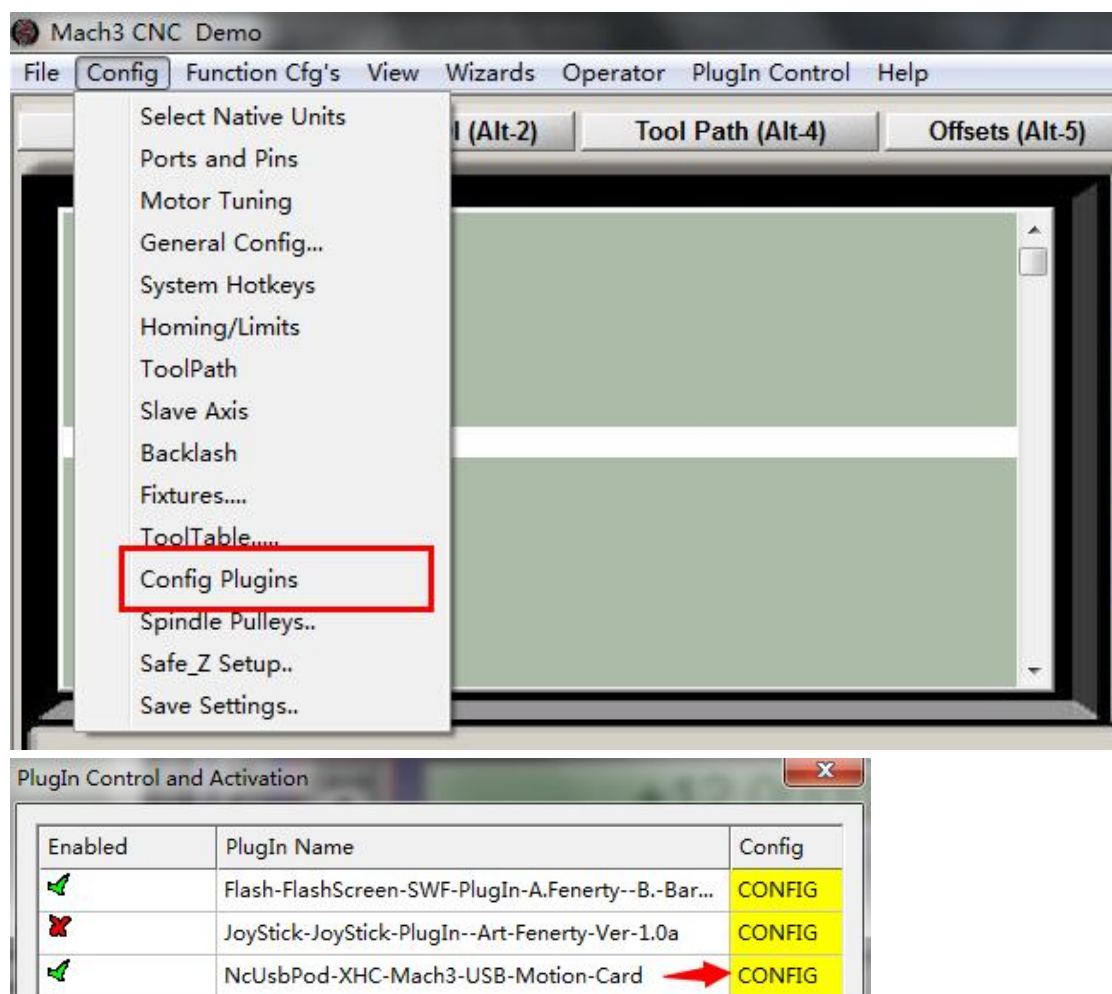 Mach3 CNC Demo
File Config Function Cfg's View Wizards Operator PlugIn Control Help
Select Native Units
l (Alt-2) Tool Path (Alt-4) Offsets (Alt-5)
Ports and Pins
Motor Tuning
General Config...
System Hotkeys
Homing/Limits
ToolPath
Slave Axis
Backlash
Fixtures....
ToolTable.....
Config Plugins
Spindle Pulleys..
Safe_Z Setup..
Save Settings..
PlugIn Control and Activation
Enabled PlugIn Name Config
Flash-FlashScreen-SWF-PlugIn-A.Fenerty--B.-Bar... CONFIG
JoyStick-JoyStick-PlugIn--Art-Fenerty-Ver-1.0a CONFIG
NcUsbPod-XHC-Mach3-USB-Motion-Card CONFIG